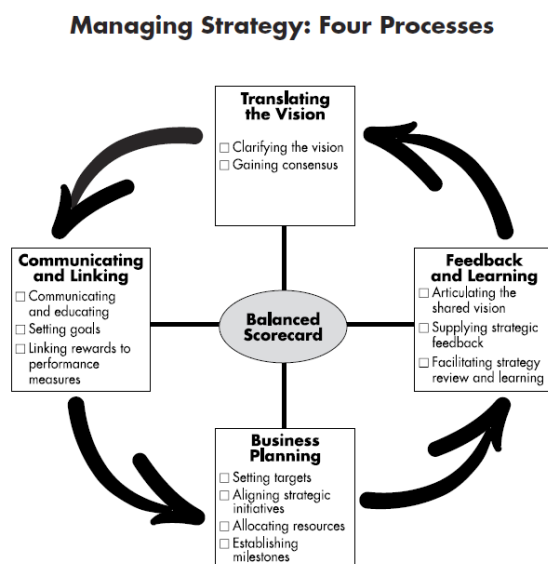 Managing Strategy: Four Processes
Translating
the Vision
☐ Clarifying the vision
☐ Gaining consensus
Communicating
and Linking
☐ Communicating
and educating
☐ Setting goals
☐ Linking rewards to
performance
measures
Balanced
Scorecard
Feedback
and Learning
☐ Articulating the
shared vision
☐ Supplying strategic
feedback
☐ Facilitating strategy
review and learning
Business
Planning
☐ Setting targets
☐ Aligning strategic
initiatives
☐ Allocating resources
☐ Establishing
milestones